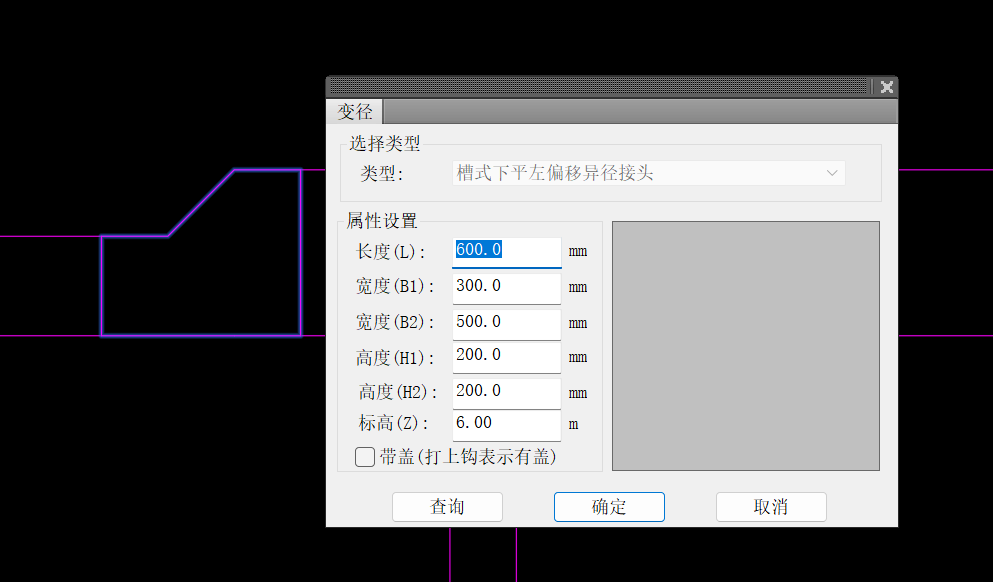 变径
选择类型
类型: 槽式下平左偏移异径接头
属性设置
长度(L): 600.0 mm
宽度(B1): 300.0 mm
宽度(B2): 500.0 mm
高度(H1): 200.0 mm
高度(H2): 200.0 mm
标高(Z): 6.00 m
带盖(打上钩表示有盖)
查询 确定 取消